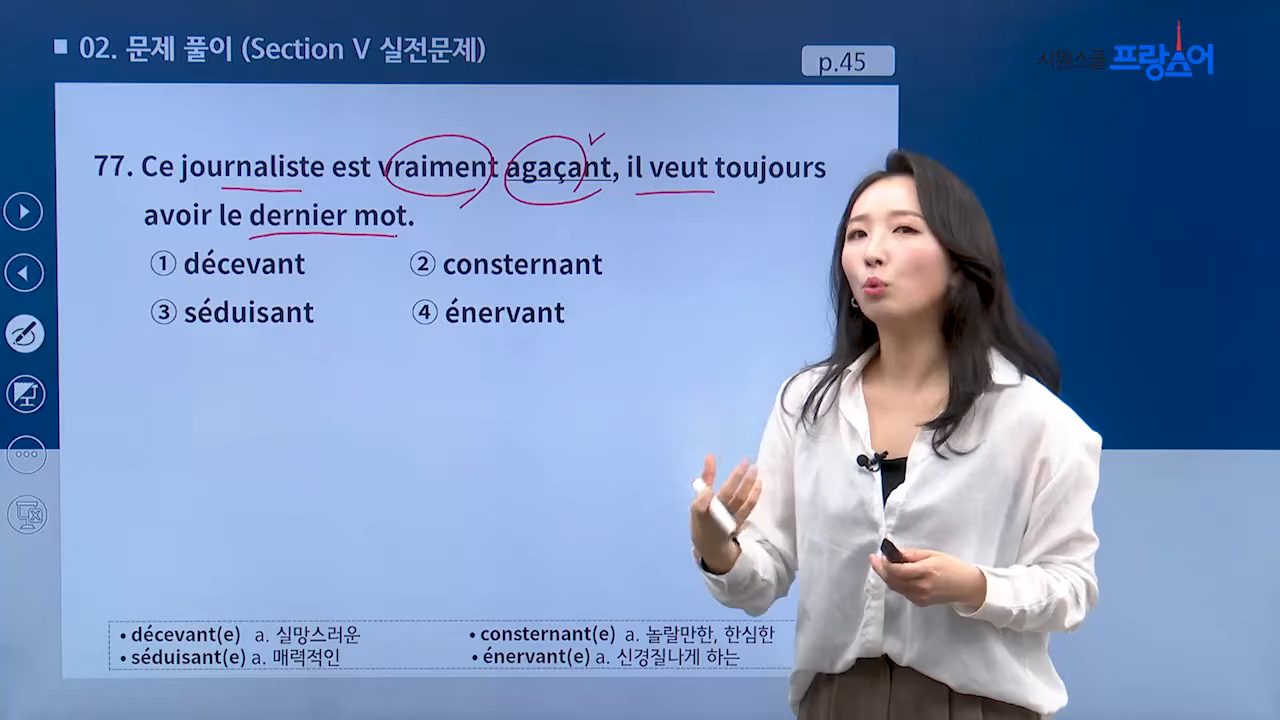 ■ 02. 문제 풀이 (Section V 실전문제)
p.45
시원스쿨 프랑스어
77. Ce journaliste est vraiment agaçant, il veut toujours
avoir le dernier mot.
① décevant ② consternant
③ séduisant ④ énervant
• décevant(e) a. 실망스러운 • consternant(e) a. 놀랄만한, 한심한
• séduisant(e) a. 매력적인 • énervant(e) a. 신경질나게 하는